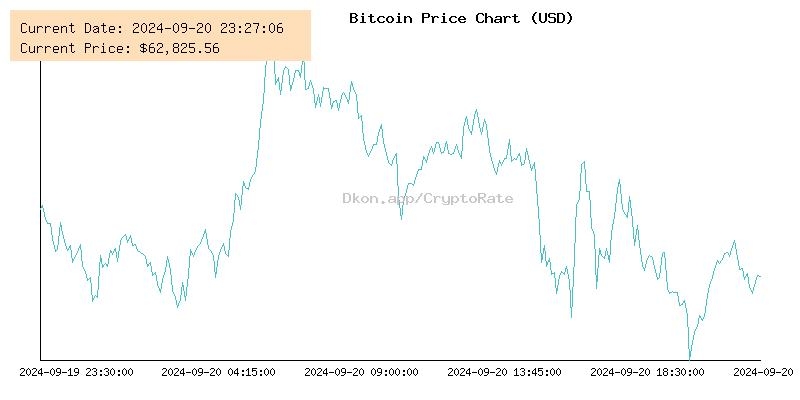 Bitcoin Price Chart (USD)
Current Date: 2024-09-20 23:27:06
Current Price: $62,825.56
Dkon.app/CryptoRate
2024-09-19 23:30:00 2024-09-20 04:15:00 2024-09-20 09:00:00 2024-09-20 13:45:00 2024-09-20 18:30:00 2024-09-20